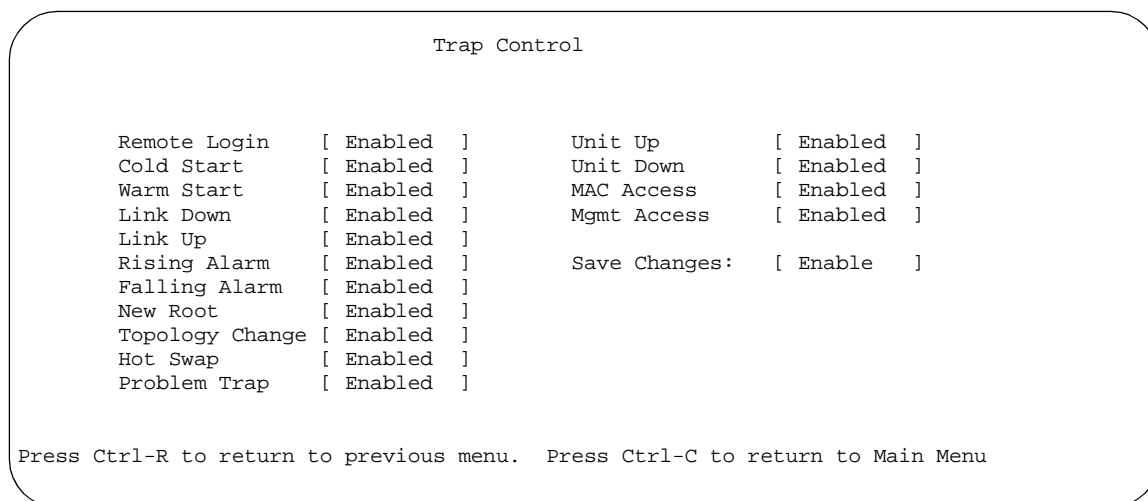 Trap Control
Remote Login [ Enabled ] Unit Up [ Enabled ]
Cold Start [ Enabled ] Unit Down [ Enabled ]
Warm Start [ Enabled ] MAC Access [ Enabled ]
Link Down [ Enabled ] Mgmt Access [ Enabled ]
Link Up [ Enabled ]
Rising Alarm [ Enabled ] Save Changes: [ Enable ]
Falling Alarm [ Enabled ]
New Root [ Enabled ]
Topology Change [ Enabled ]
Hot Swap [ Enabled ]
Problem Trap [ Enabled ]
Press Ctrl-R to return to previous menu. Press Ctrl-C to return to Main Menu